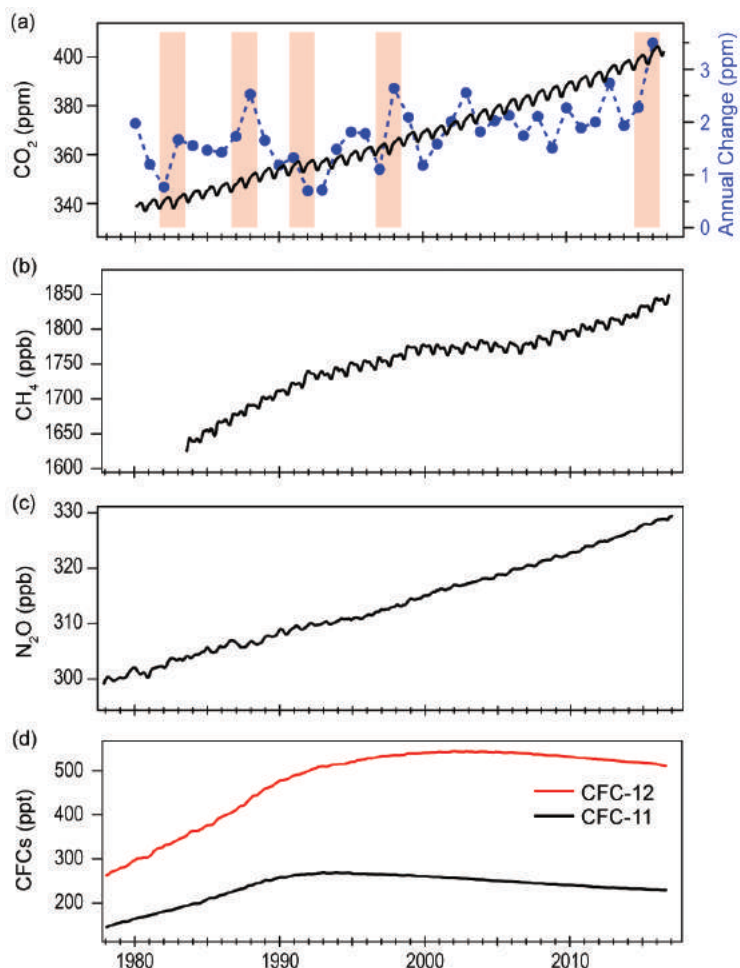 (a)
CO₂ (ppm)
400
380
360
340
Annual Change (ppm)
3
2
1
0
(b)
CH₄ (ppb)
1850
1800
1750
1700
1650
1600
(c)
N₂O (ppb)
330
320
310
300
(d)
CFCs (ppt)
500
400
300
200
CFC-12
CFC-11
1980 1990 2000 2010